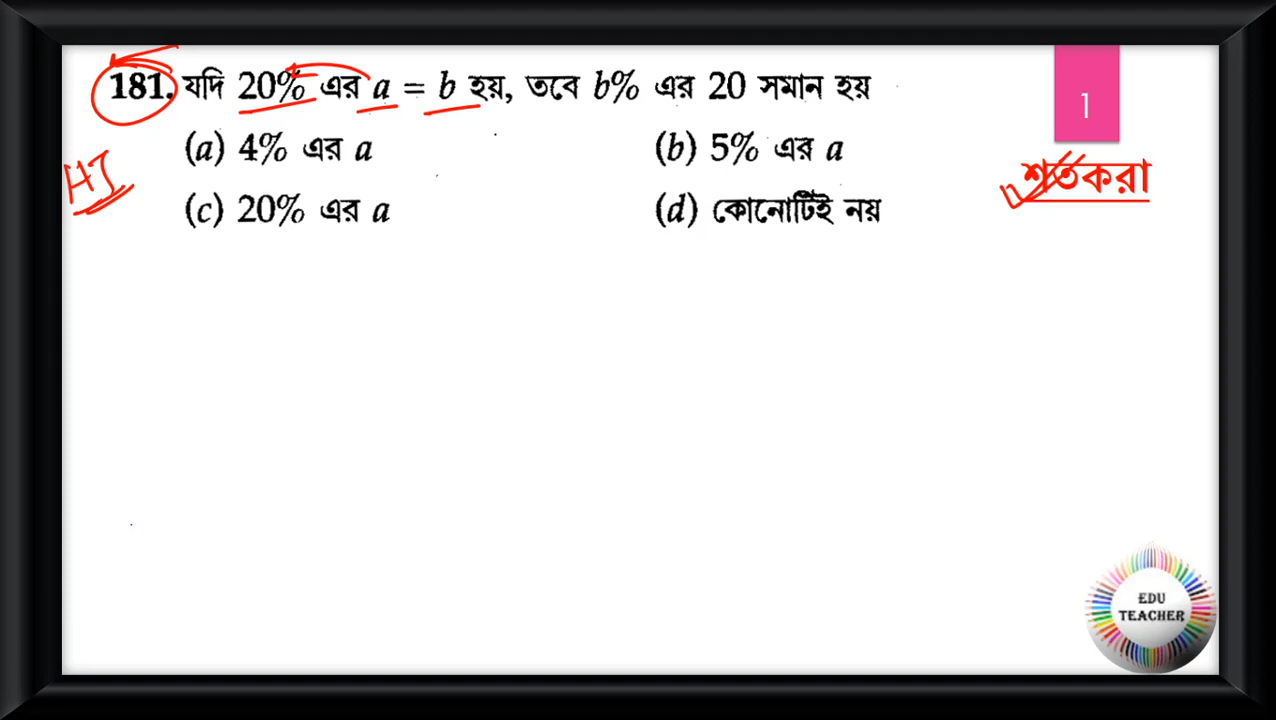 181. যদি 20% এর a = b হয়, তবে b% এর 20 সমান হয়
(a) 4% এর a
(b) 5% এর a
(c) 20% এর a
(d) কোনোটিই নয়
1
শতকরা
HI
EDU
TEACHER